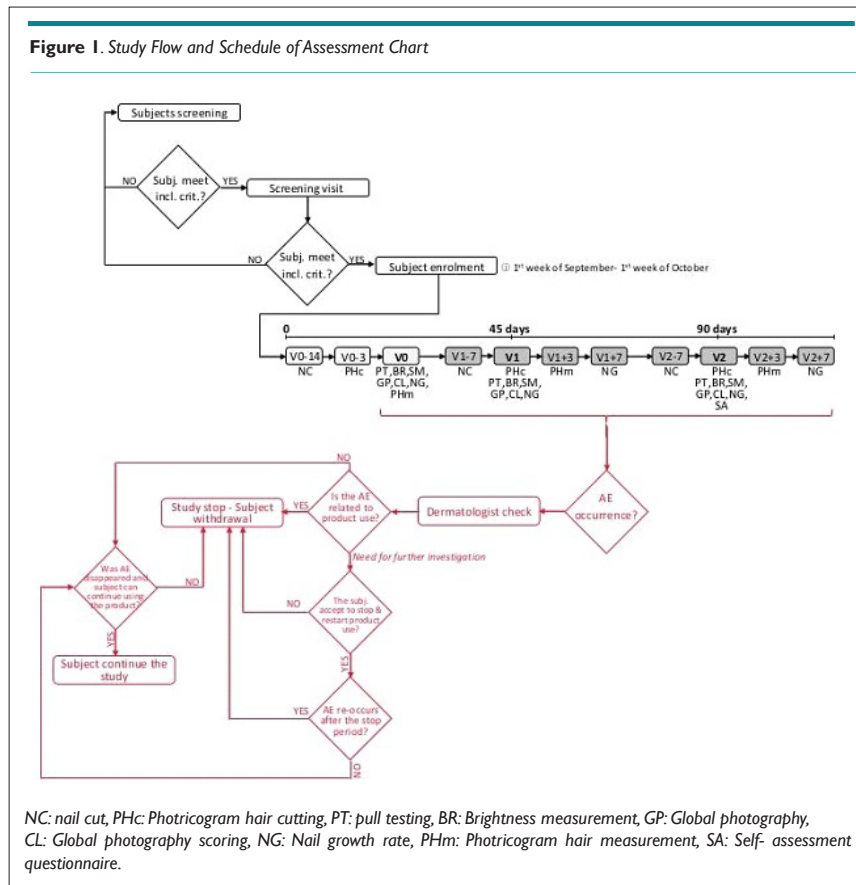 Figure 1. Study Flow and Schedule of Assessment Chart
Subjects screening
NO
Subj. meet
incl. crit.?
YES
Screening visit
NO
Subj. meet
incl. crit.?
YES
Subject enrolment
ⓘ 1st week of September- 1st week of October
0
45 days
90 days
V0-14
V0-3
V0
V1-7
V1
V1+3
V1+7
V2-7
V2
V2+3
V2+7
NC
PHc
PT,BR,SM,
GP,CL,NG,
PHm
NC
PHc
PT,BR,SM,
GP,CL,NG
PHm
NG
NC
PHc
PT,BR,SM,
GP,CL,NG
SA
PHm
NG
NO
AE
occurrence?
Dermatologist check
Is the AE
related to
product use?
YES
Study stop - Subject
withdrawal
Need for further investigation
Was AE
disappeared and
subject can
continue using
the product?
NO
YES
Subject continue the
study
The subj.
accept to stop &
restart product
use?
NO
YES
AE re-occurs
after the stop
period?
YES
NO
NC: nail cut, PHc: Photricogram hair cutting, PT: pull testing, BR: Brightness measurement, GP: Global photography,
CL: Global photography scoring, NG: Nail growth rate, PHm: Photricogram hair measurement, SA: Self- assessment
questionnaire.